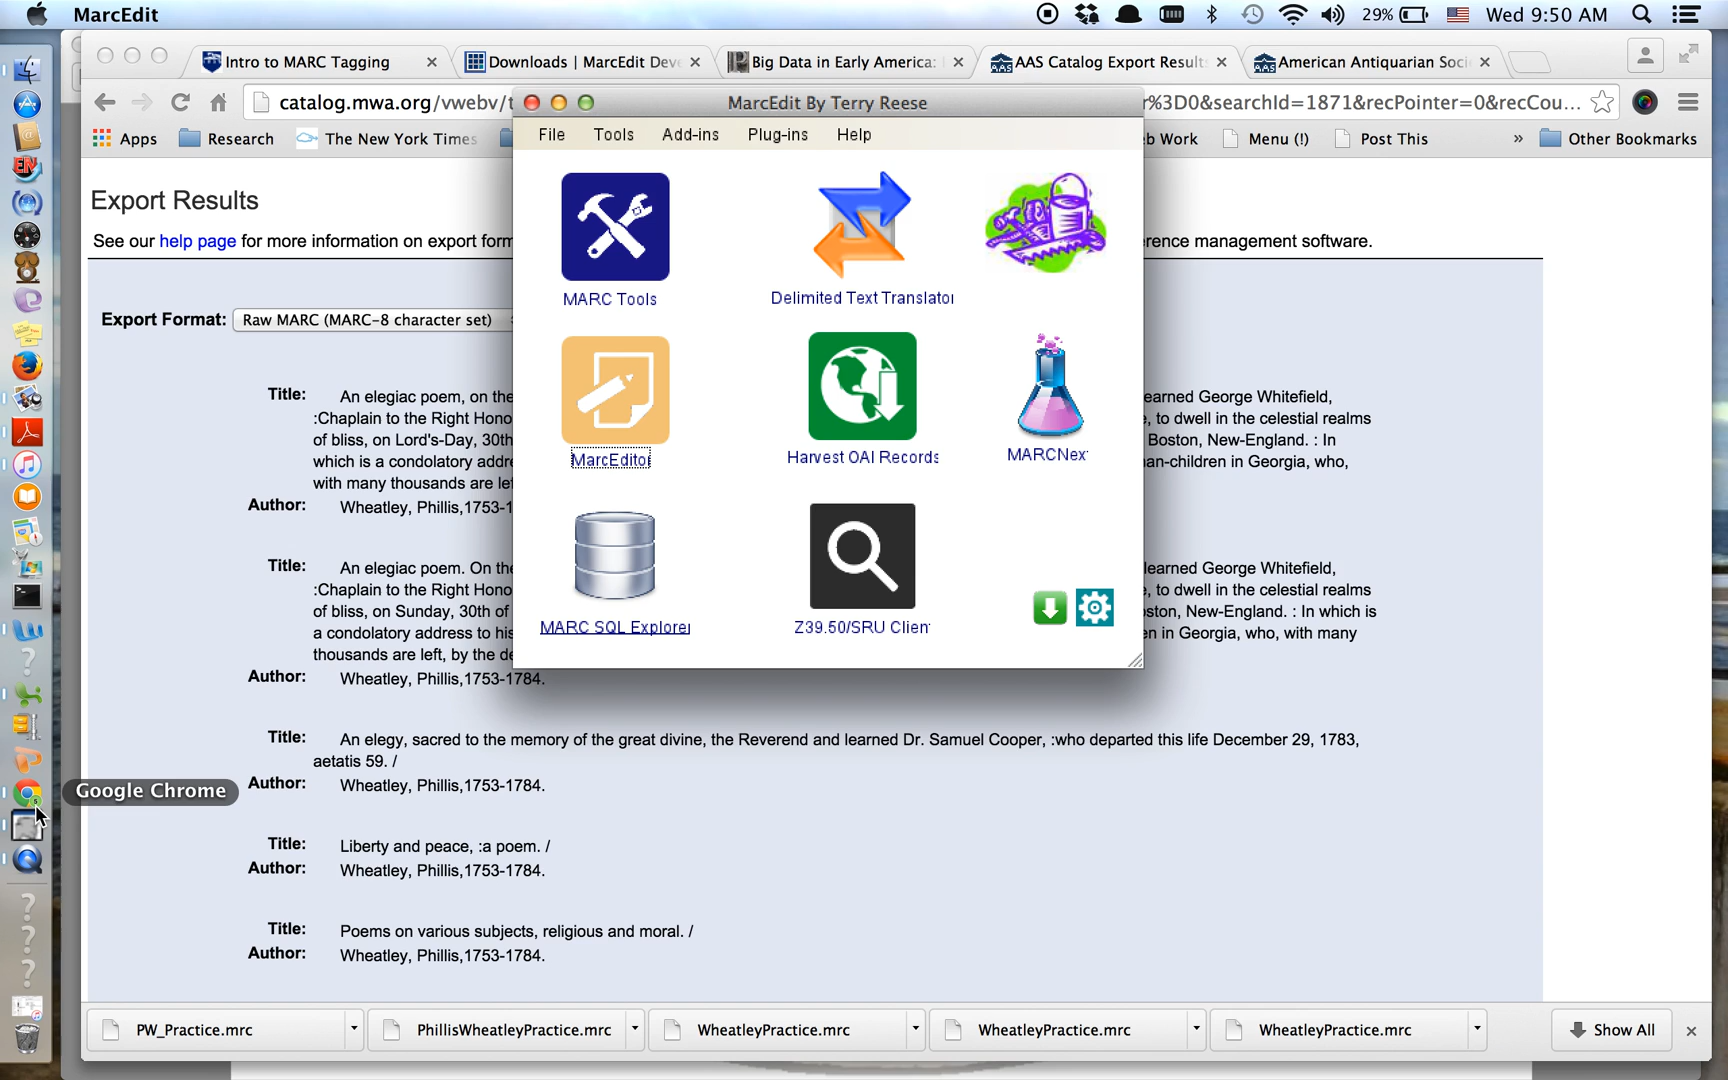 MarcEdit
29%
Wed 9:50 AM
Intro to MARC Tagging
Downloads | MarcEdit Deve
Big Data in Early America:
AAS Catalog Export Results
American Antiquarian Soci
catalog.mwa.org/vwebv/
r%3D0&searchId=1871&recPointer=0&recCou...
Apps
Research
The New York Times
b Work
Menu (!)
Post This
»
Other Bookmarks
MarcEdit By Terry Reese
File
Tools
Add-ins
Plug-ins
Help
MARC Tools
Delimited Text Translator
MarcEditor
Harvest OAI Records
MARCNex
MARC SQL Explorer
Z39.50/SRU Clien
Export Results
See our help page for more information on export form
rence management software.
Export Format:
Raw MARC (MARC-8 character set)
Title: An elegiac poem, on the
earned George Whitefield,
:Chaplain to the Right Hono
, to dwell in the celestial realms
of bliss, on Lord's-Day, 30th
Boston, New-England. : In
which is a condolatory addre
an-children in Georgia, who,
with many thousands are le
Author: Wheatley, Phillis,1753-1
Title: An elegiac poem. On the
learned George Whitefield,
:Chaplain to the Right Hono
, to dwell in the celestial realms
of bliss, on Sunday, 30th of
ston, New-England. : In which is
a condolatory address to his
n in Georgia, who, with many
thousands are left, by the de
Author: Wheatley, Phillis,1753-1784.
Title: An elegy, sacred to the memory of the great divine, the Reverend and learned Dr. Samuel Cooper, :who departed this life December 29, 1783,
aetatis 59. /
Google Chrome
Author: Wheatley, Phillis,1753-1784.
Title: Liberty and peace, :a poem. /
Author: Wheatley, Phillis,1753-1784.
Title: Poems on various subjects, religious and moral. /
Author: Wheatley, Phillis,1753-1784.
PW_Practice.mrc
PhillisWheatleyPractice.mrc
WheatleyPractice.mrc
WheatleyPractice.mrc
WheatleyPractice.mrc
Show All